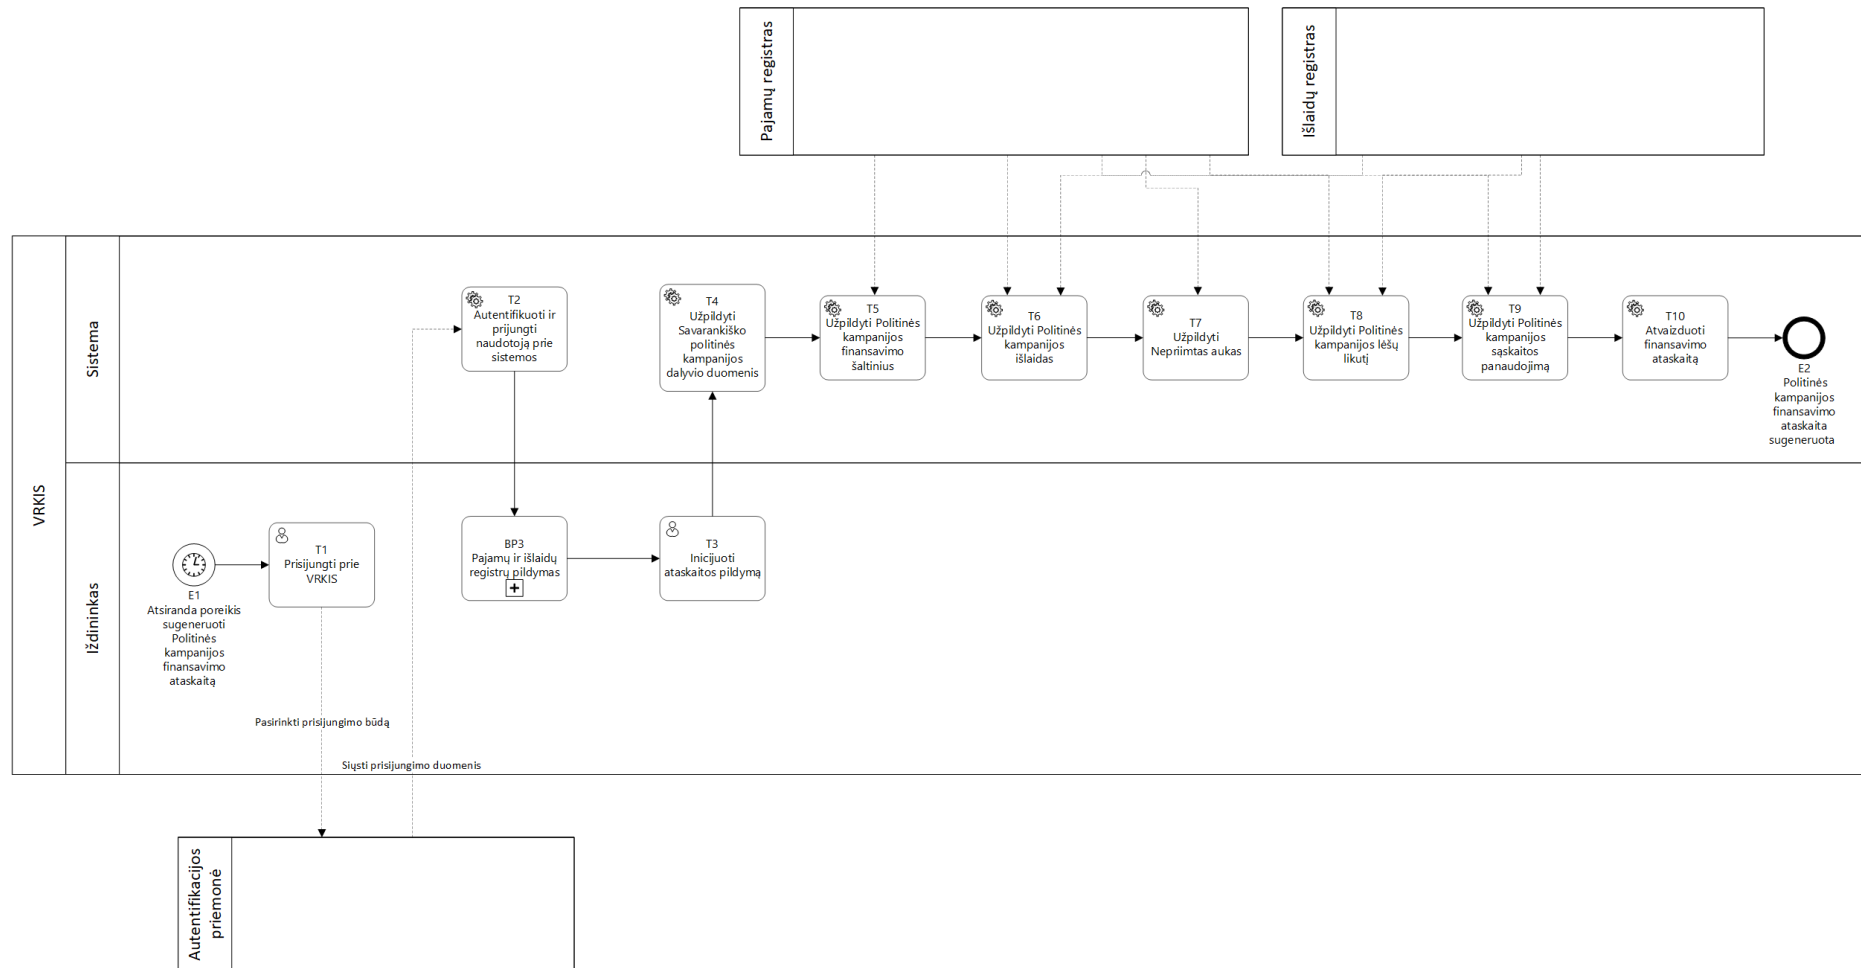 Pajamų registras
Išlaidų registras
VRKIS
Sistema
T2
Autentifikuoti ir
prijungti
naudotoją prie
sistemos
T4
Užpildyti
Savarankiško
politinės
kampanijos
dalyvio duomenis
T5
Užpildyti Politinės
kampanijos
finansavimo
šaltinius
T6
Užpildyti Politinės
kampanijos
išlaidas
T7
Užpildyti
Nepriimtas aukas
T8
Užpildyti Politinės
kampanijos lėšų
likutį
T9
Užpildyti Politinės
kampanijos
sąskaitos
panaudojimą
T10
Atvaizduoti
finansavimo
ataskaitą
E2
Politinės
kampanijos
finansavimo
ataskaita
sugeneruota
Iždininkas
E1
Atsiranda poreikis
sugeneruoti
Politinės
kampanijos
finansavimo
ataskaitą
T1
Prisijungti prie
VRKIS
BP3
Pajamų ir išlaidų
registrų pildymas
T3
Inicijuoti
ataskaitos pildymą
Pasirinkti prisijungimo būdą
Siųsti prisijungimo duomenis
Autentifikacijos
priemonė